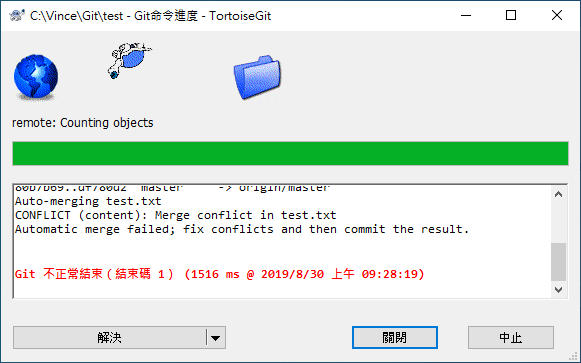 C:\Vince\Git\test - Git命令進度 - TortoiseGit
remote: Counting objects
master -> origin/master
Auto-merging test.txt
CONFLICT (content): Merge conflict in test.txt
Automatic merge failed; fix conflicts and then commit the result.
Git 不正常結束 (結束碼 1) (1516 ms @ 2019/8/30 上午 09:28:19)
解決
關閉
中止